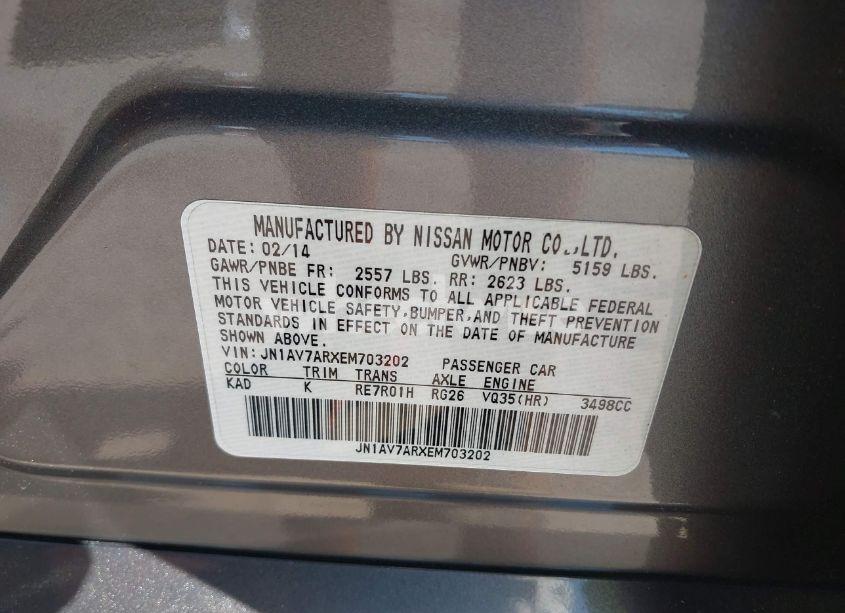 MANUFACTURED BY NISSAN MOTOR CO.,LTD.
DATE: 02/14 GVWR/PNBV: 5159 LBS.
GAWR/PNBE FR: 2557 LBS. RR: 2623 LBS.
THIS VEHICLE CONFORMS TO ALL APPLICABLE FEDERAL
MOTOR VEHICLE SAFETY,BUMPER,AND THEFT PREVENTION
STANDARDS IN EFFECT ON THE DATE OF MANUFACTURE
SHOWN ABOVE.
VIN:JN1AV7ARXEM703202 PASSENGER CAR
COLOR TRIM TRANS AXLE ENGINE
KAD K RE7R01H RG26 VQ35(HR) 3498CC
JN1AV7ARXEM703202